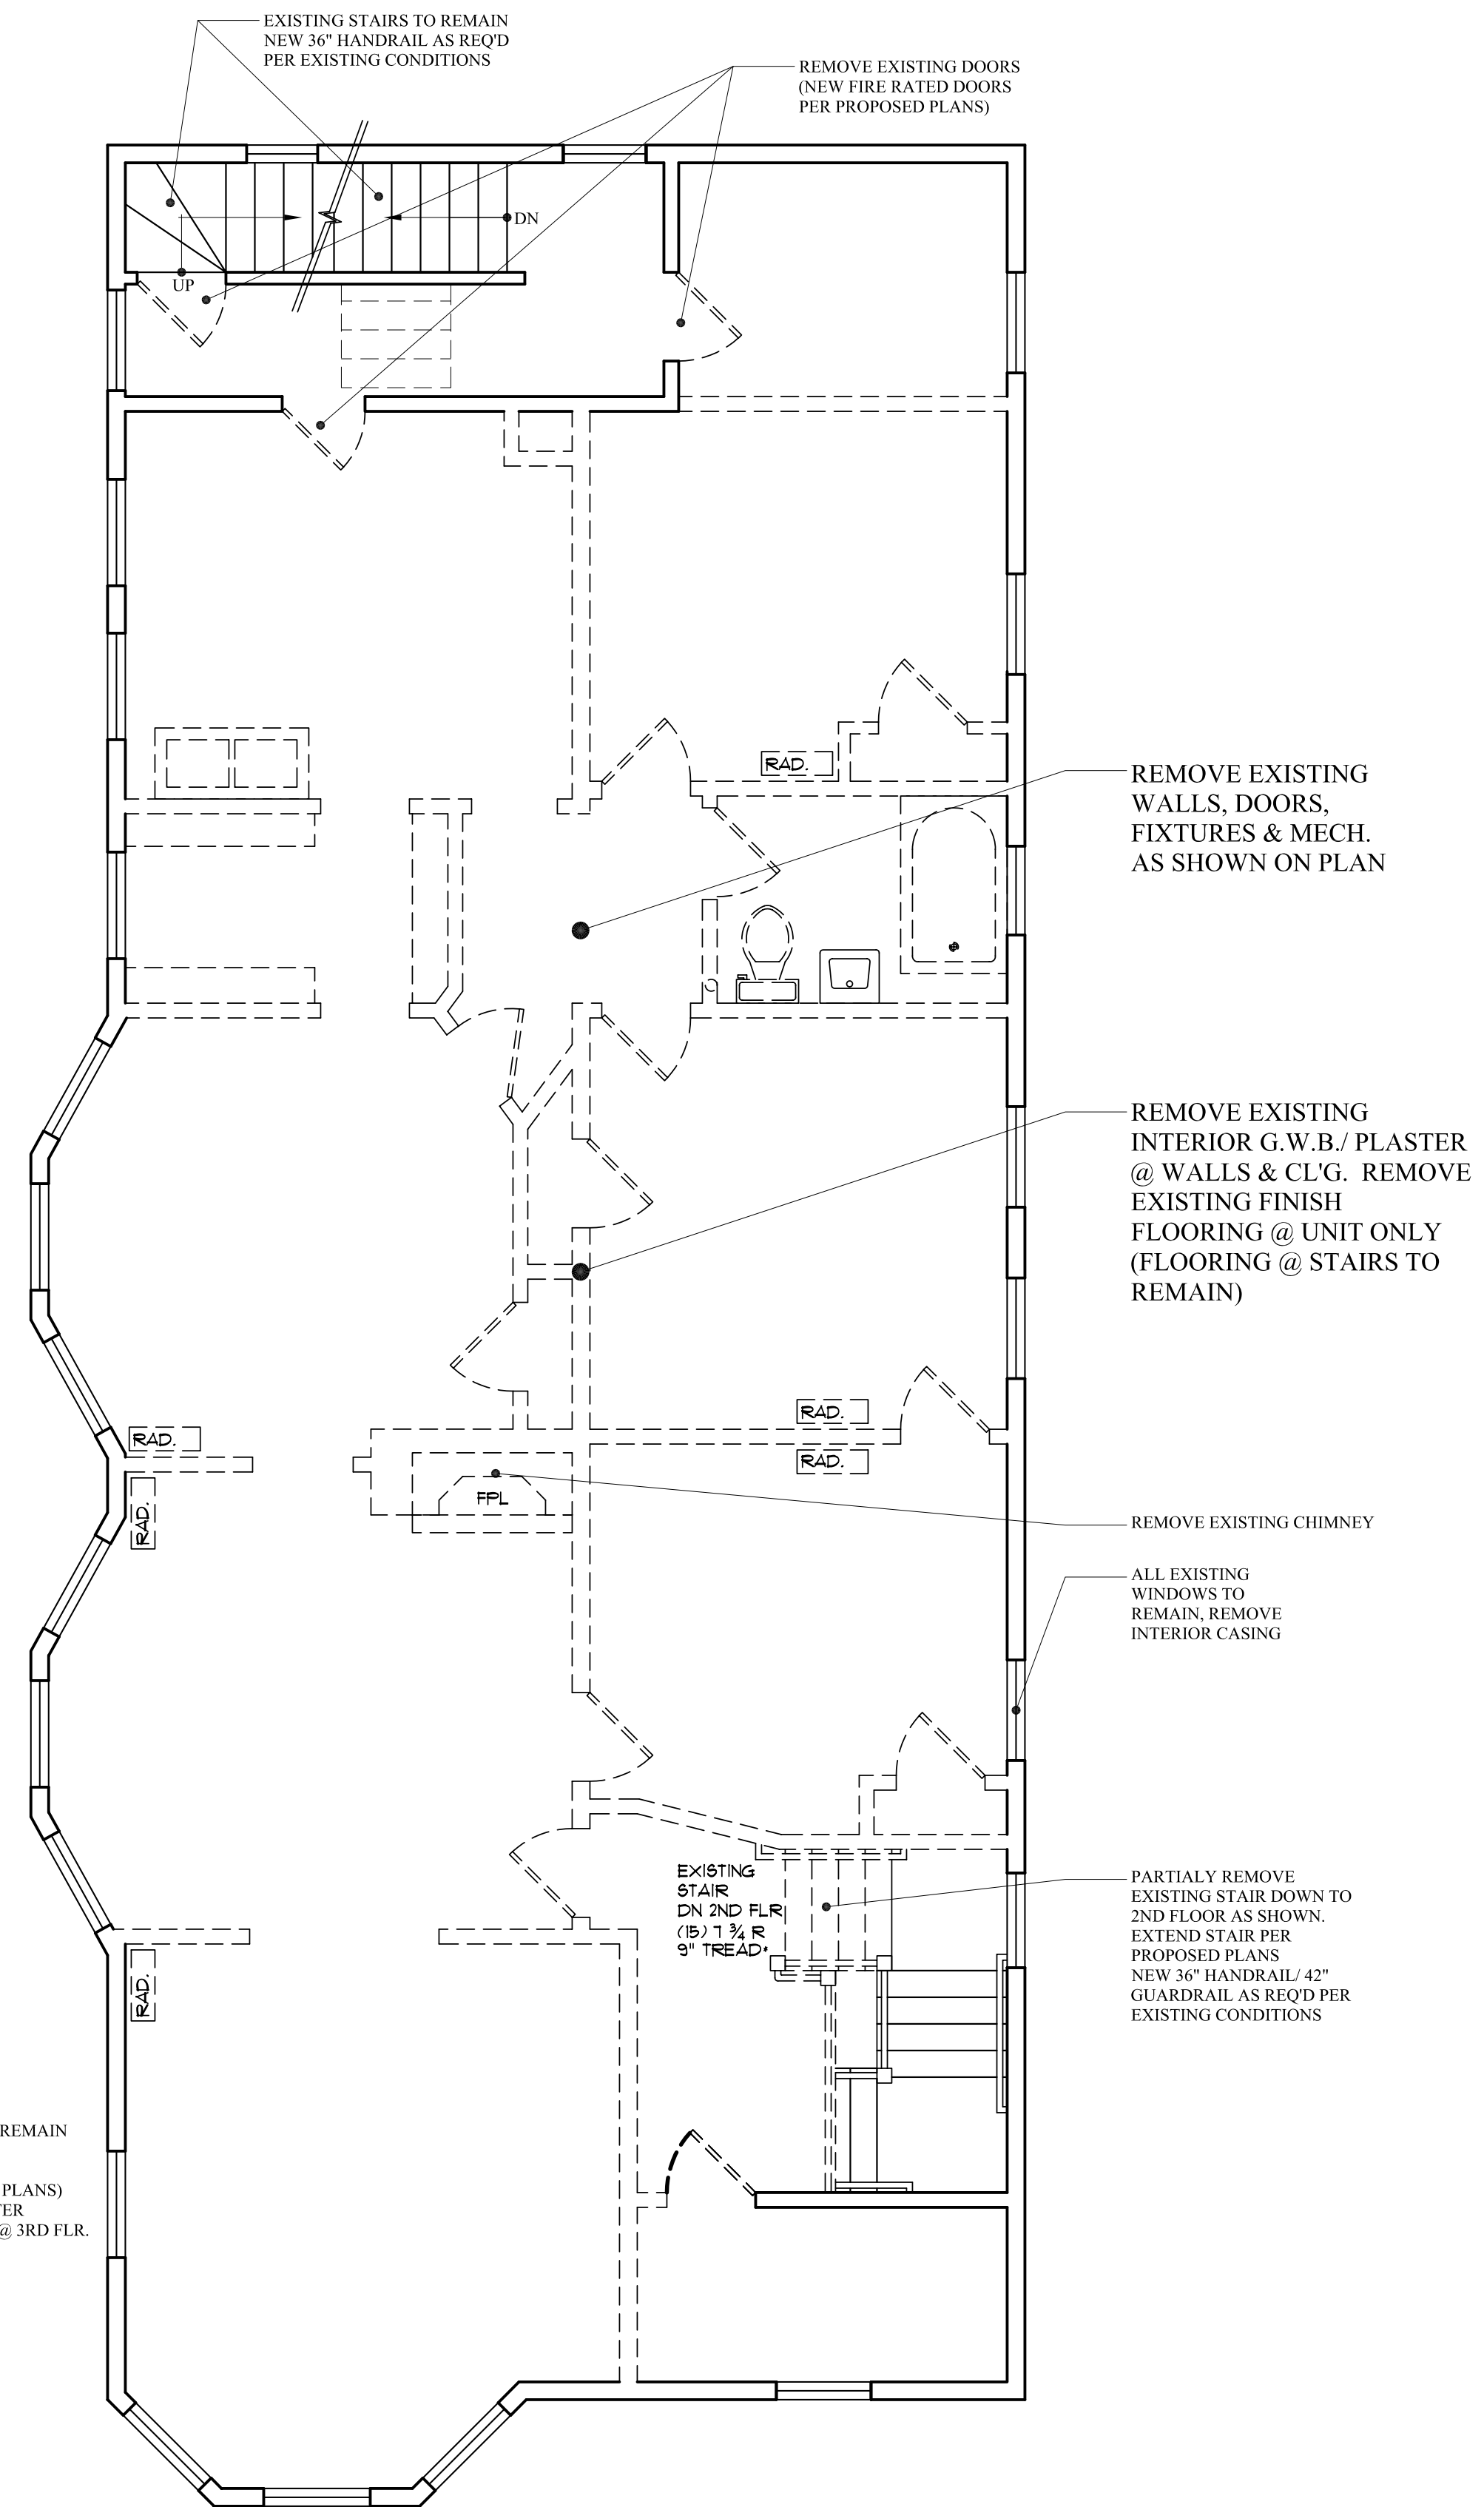 EXISTING STAIRS TO REMAIN
NEW 36" HANDRAIL AS REQ'D
PER EXISTING CONDITIONS
REMOVE EXISTING DOORS
(NEW FIRE RATED DOORS
PER PROPOSED PLANS)
DN
UP
RAD.
REMOVE EXISTING
WALLS, DOORS,
FIXTURES & MECH.
AS SHOWN ON PLAN
REMOVE EXISTING
INTERIOR G.W.B./ PLASTER
@ WALLS & CL'G.  REMOVE
EXISTING FINISH
FLOORING @ UNIT ONLY
(FLOORING @ STAIRS TO
REMAIN)
RAD.
RAD.
RAD.
RAD.
FPL
REMOVE EXISTING CHIMNEY
ALL EXISTING
WINDOWS TO
REMAIN, REMOVE
INTERIOR CASING
EXISTING
STAIR
DN 2ND FLR
(15) 7 3/4 R
9" TREAD*
PARTIALY REMOVE
EXISTING STAIR DOWN TO
2ND FLOOR AS SHOWN.
EXTEND STAIR PER
PROPOSED PLANS
NEW 36" HANDRAIL/ 42"
GUARDRAIL AS REQ'D PER
EXISTING CONDITIONS
RAD.
REMAIN
PLANS)
TER
@ 3RD FLR.